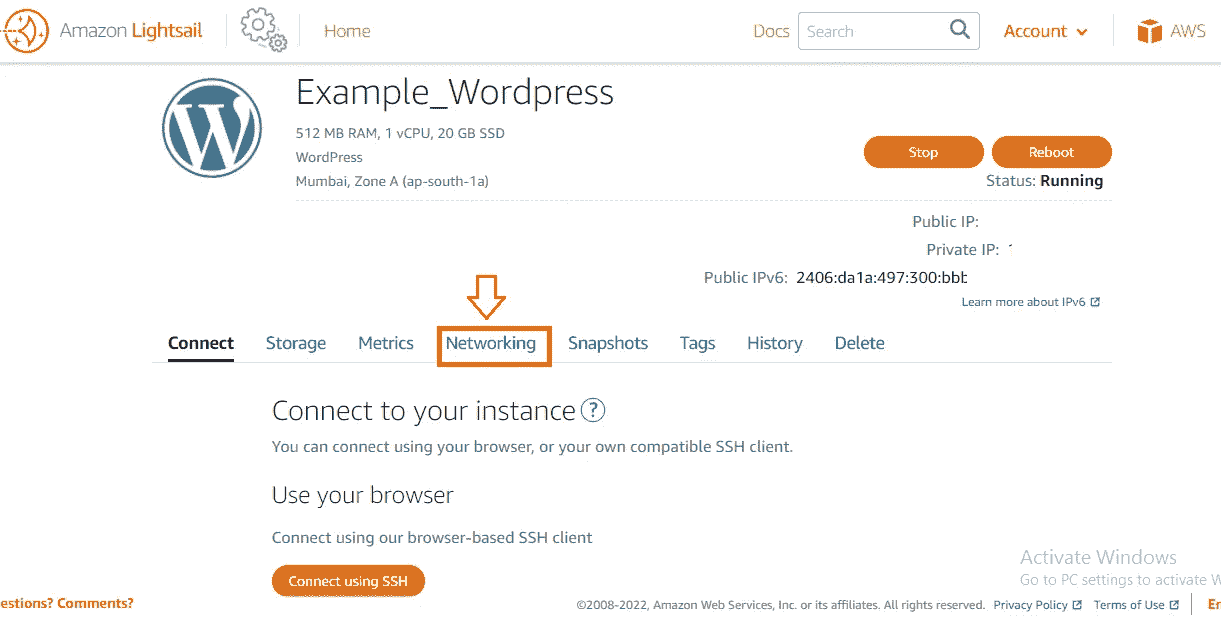 Amazon Lightsail Home Docs Search Account AWS
Example_Wordpress
512 MB RAM, 1 vCPU, 20 GB SSD
WordPress
Mumbai, Zone A (ap-south-1a)
Stop Reboot
Status: Running
Public IP:
Private IP:
Public IPv6: 2406:da1a:497:300:bbb
Learn more about IPv6
Connect Storage Metrics Networking Snapshots Tags History Delete
Connect to your instance ?
You can connect using your browser, or your own compatible SSH client.
Use your browser
Connect using our browser-based SSH client
Connect using SSH
Activate Windows
Go to PC settings to activate W
estions? Comments? ©2008-2022, Amazon Web Services, Inc. or its affiliates. All rights reserved. Privacy Policy Terms of Use En